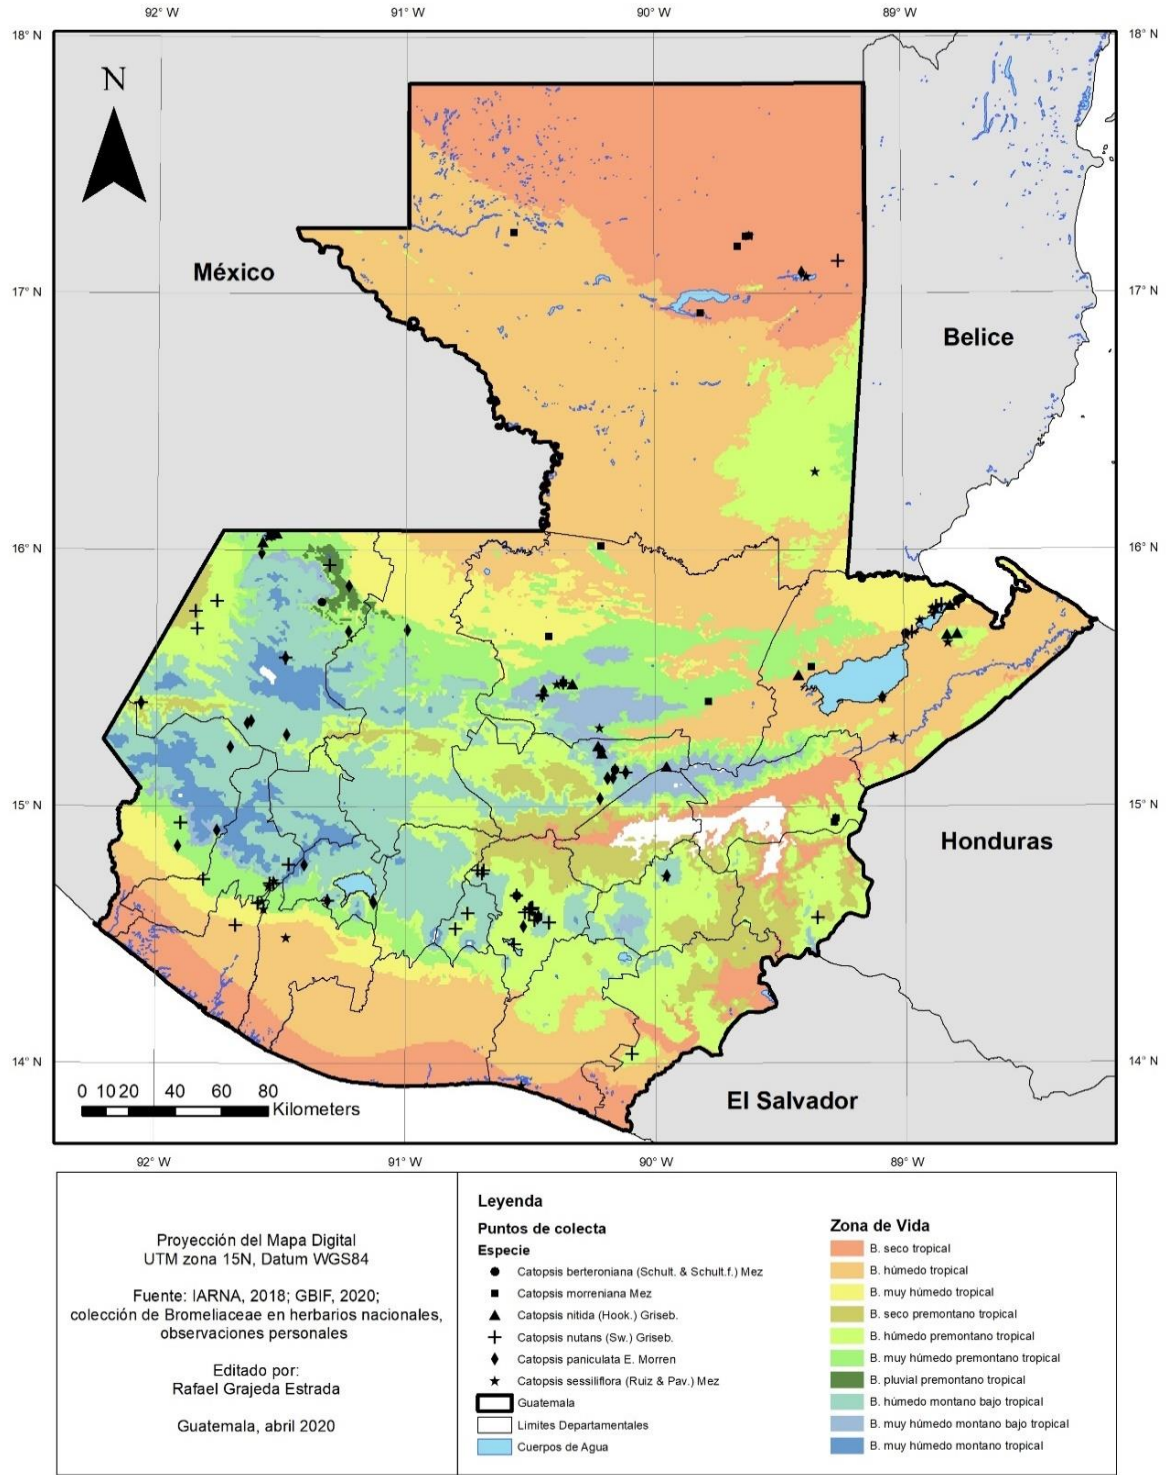 92° W 91° W 90° W 89° W
18° N 18° N
N
México
17° N 17° N
Belice
16° N 16° N
15° N 15° N
Honduras
14° N 14° N
0 10 20 40 60 80
Kilometers
El Salvador
92° W 91° W 90° W 89° W
Proyección del Mapa Digital
UTM zona 15N, Datum WGS84
Fuente: IARNA, 2018; GBIF, 2020;
colección de Bromeliaceae en herbarios nacionales,
observaciones personales
Editado por:
Rafael Grajeda Estrada
Guatemala, abril 2020
Leyenda
Puntos de colecta
Especie
Catopsis berteroniana (Schult. & Schult.f.) Mez
Catopsis morreniana Mez
Catopsis nitida (Hook.) Griseb.
Catopsis nutans (Sw.) Griseb.
Catopsis paniculata E. Morren
Catopsis sessiliflora (Ruiz & Pav.) Mez
Guatemala
Limites Departamentales
Cuerpos de Agua
Zona de Vida
B. seco tropical
B. húmedo tropical
B. muy húmedo tropical
B. seco premontano tropical
B. húmedo premontano tropical
B. muy húmedo premontano tropical
B. pluvial premontano tropical
B. húmedo montano bajo tropical
B. muy húmedo montano bajo tropical
B. muy húmedo montano tropical